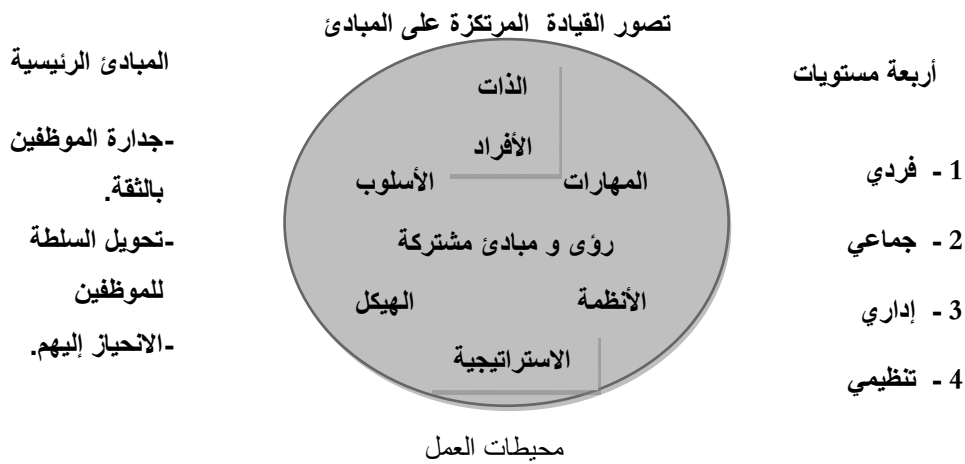 تصور القيادة المرتكزة على المبادئ
أربعة مستويات
1 - فردي
2 - جماعي
3 - إداري
4 - تنظيمي
الذات
الأفراد
المهارات
الأسلوب
رؤى و مبادئ مشتركة
الأنظمة
الهيكل
الاستراتيجية
المبادئ الرئيسية
-جدارة الموظفين
بالثقة.
-تحويل السلطة
للموظفين
-الانحياز إليهم.
محيطات العمل